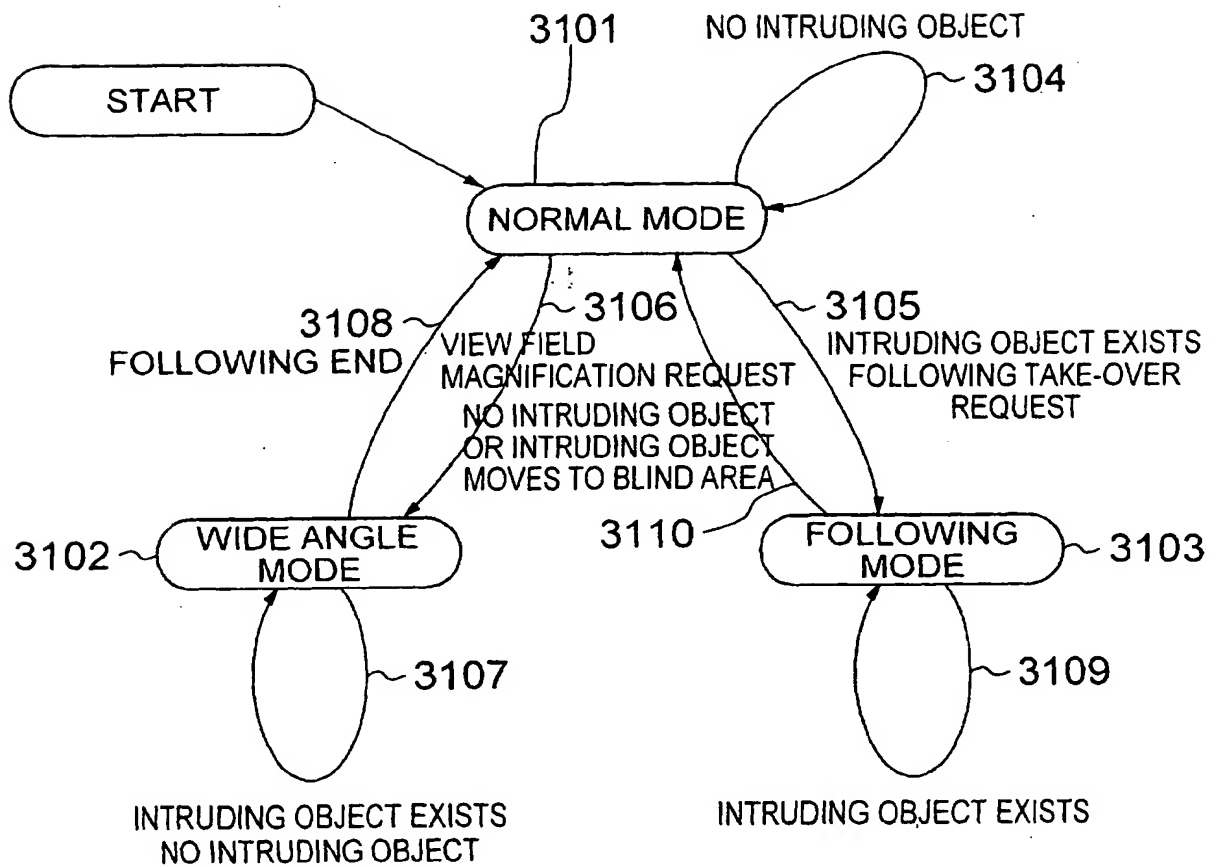 3101
NO INTRUDING OBJECT
START
3104
NORMAL MODE
3108
FOLLOWING END
3106
VIEW FIELD
MAGNIFICATION REQUEST
3105
INTRUDING OBJECT EXISTS
FOLLOWING TAKE-OVER
REQUEST
NO INTRUDING OBJECT
OR INTRUDING OBJECT
MOVES TO BLIND AREA
3110
3102
WIDE ANGLE
MODE
FOLLOWING
MODE
3103
3107
3109
INTRUDING OBJECT EXISTS
NO INTRUDING OBJECT
INTRUDING OBJECT EXISTS